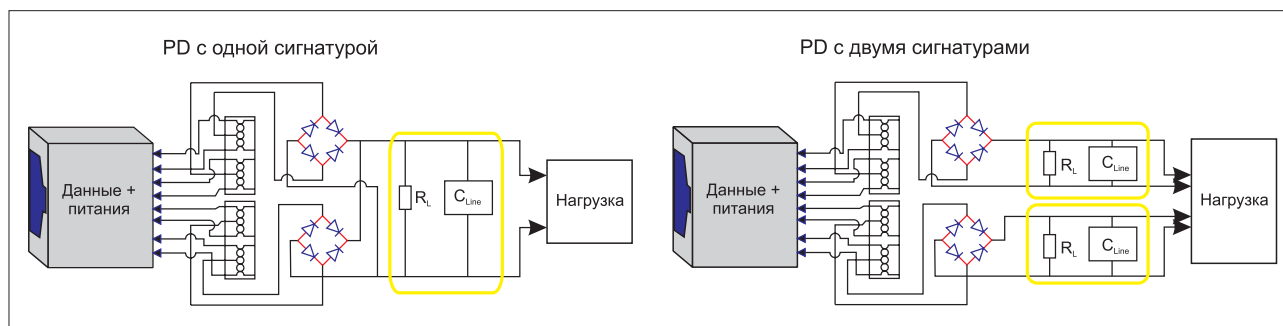 PD с одной сигнатурой
Данные +
питания
R_L
C_Line
Нагрузка
PD с двумя сигнатурами
Данные +
питания
R_L
C_Line
R_L
C_Line
Нагрузка